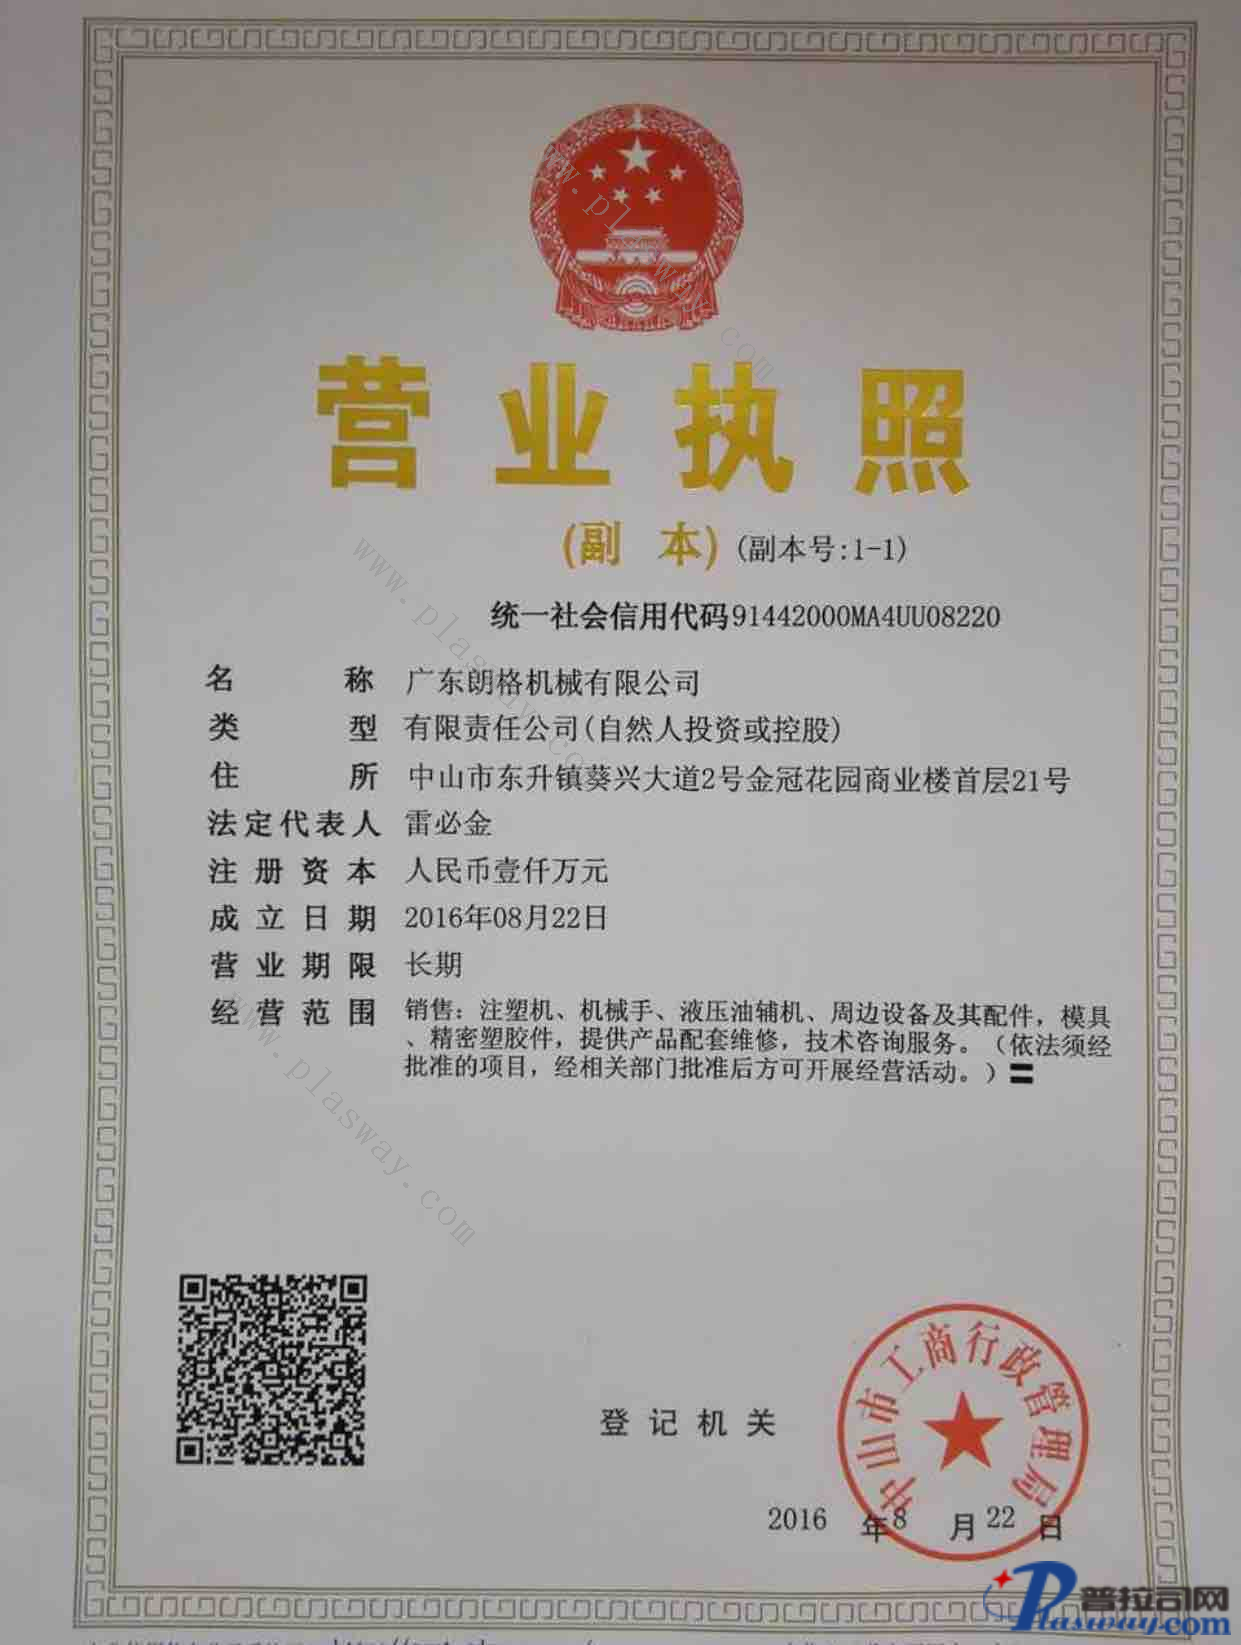 营业执照
(副 本) (副本号:1-1)
统一社会信用代码91442000MA4UU08220
名称 广东朗格机械有限公司
类型 有限责任公司(自然人投资或控股)
住所 中山市东升镇葵兴大道2号金冠花园商业楼首层21号
法定代表人 雷必金
注册资本 人民币壹仟万元
成立日期 2016年08月22日
营业期限 长期
经营范围 销售：注塑机、机械手、液压油辅机、周边设备及其配件，模具
、精密塑胶件，提供产品配套维修，技术咨询服务。（依法须经
批准的项目，经相关部门批准后方可开展经营活动。）
登记机关
中山市工商行政管理局
2016 年 8 月 22 日
www.plasway.com
www.plasway.com
www.plasway.com
普拉司网
Plasway.com